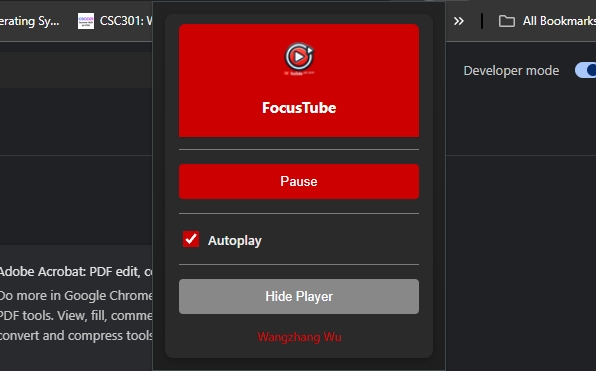 erating Sy...
CSC301: W
»
All Bookmarks
Developer mode
FocusTube
Pause
Autoplay
Hide Player
Wangzhang Wu
Adobe Acrobat: PDF edit, co
Do more in Google Chrome
PDF tools. View, fill, comme
convert and compress tools